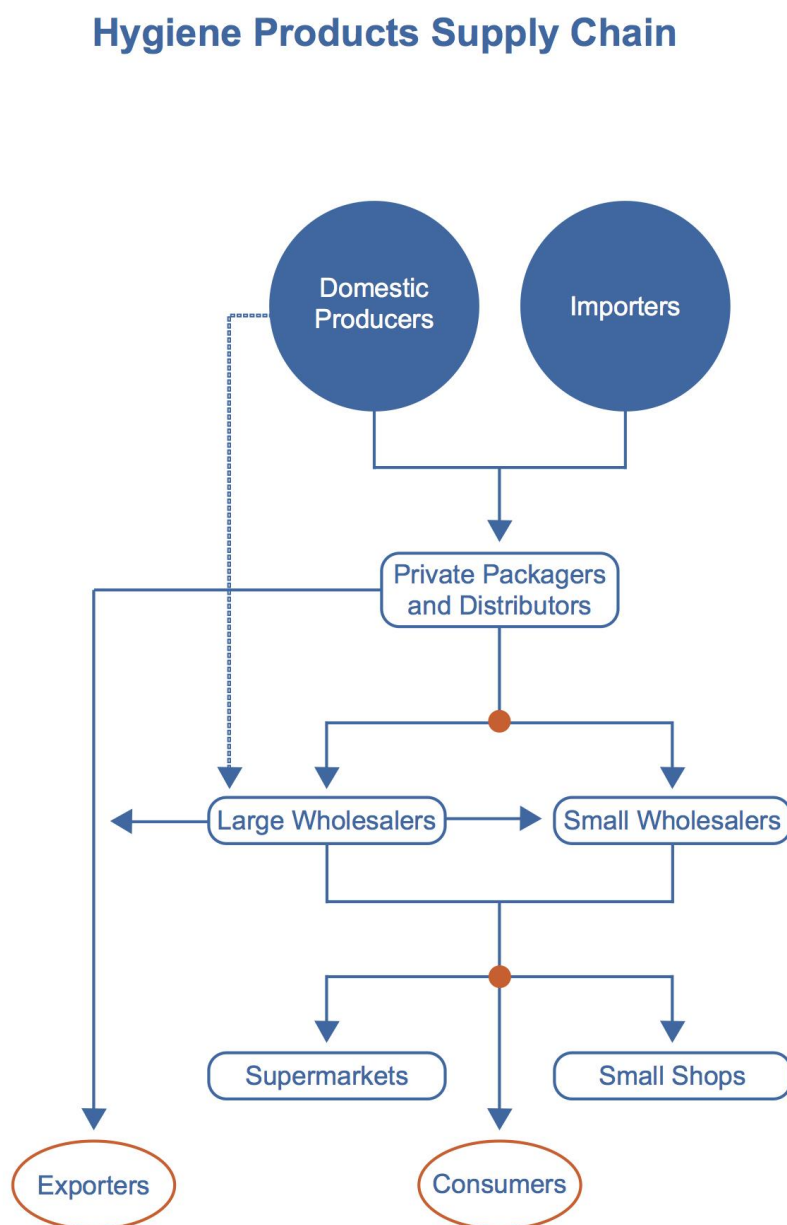 Hygiene Products Supply Chain
Domestic
Producers
Importers
Private Packagers
and Distributors
Large Wholesalers
Small Wholesalers
Supermarkets
Small Shops
Exporters
Consumers